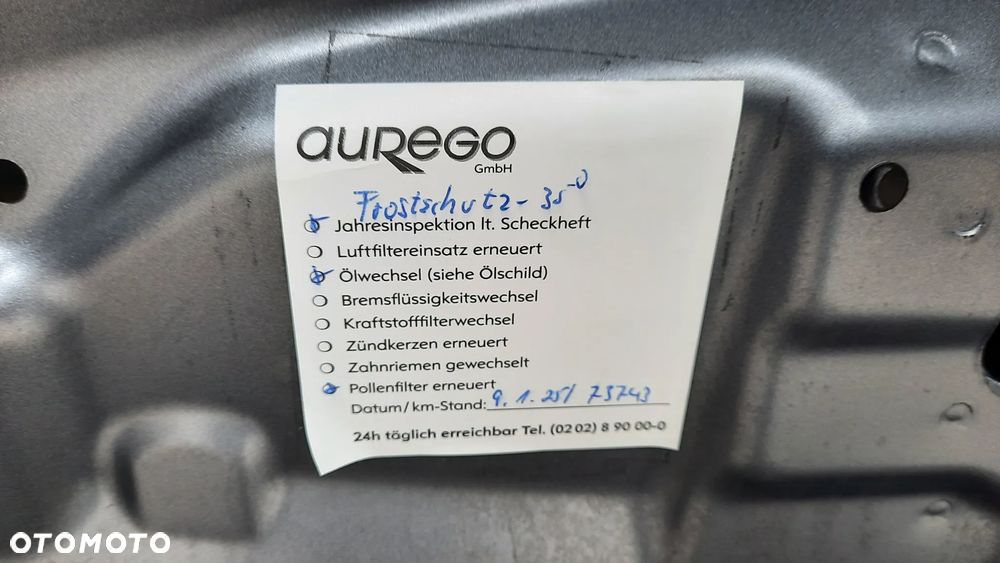 aurego
GmbH
Frostschutz -35°
Jahresinspektion lt. Scheckheft
Luftfiltereinsatz erneuert
Ölwechsel (siehe Ölschild)
Bremsflüssigkeitswechsel
Kraftstofffilterwechsel
Zündkerzen erneuert
Zahnriemen gewechselt
Pollenfilter erneuert
Datum/km-Stand: 9.1.25/ 73743
24h täglich erreichbar Tel. (02 02) 8 90 00-0
OTOMOTO